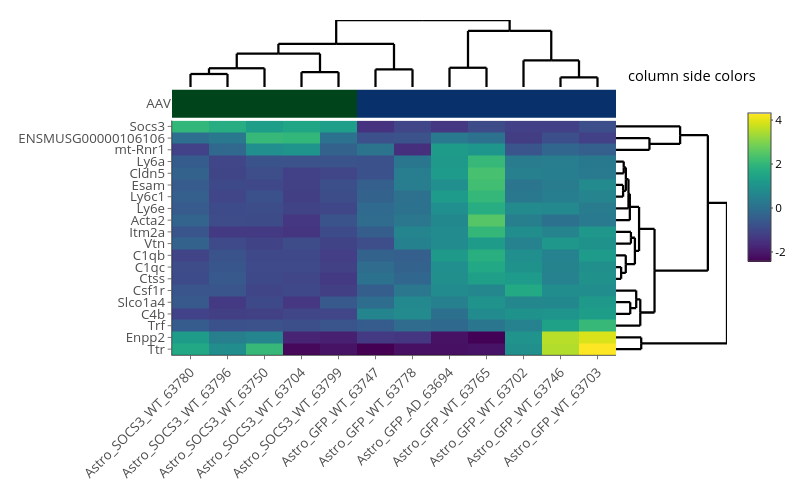 column side colors
AAV
Socs3
ENSMUSG00000106106
mt-Rnr1
Ly6a
Cldn5
Esam
Ly6c1
Ly6e
Acta2
Itm2a
Vtn
C1qb
C1qc
Ctss
Csf1r
Slco1a4
C4b
Trf
Enpp2
Ttr
4
2
0
-2
Astro_SOCS3_WT_63780
Astro_SOCS3_WT_63796
Astro_SOCS3_WT_63750
Astro_SOCS3_WT_63704
Astro_SOCS3_WT_63799
Astro_GFP_WT_63747
Astro_GFP_WT_63778
Astro_GFP_AD_63694
Astro_GFP_WT_63765
Astro_GFP_WT_63702
Astro_GFP_WT_63746
Astro_GFP_WT_63703